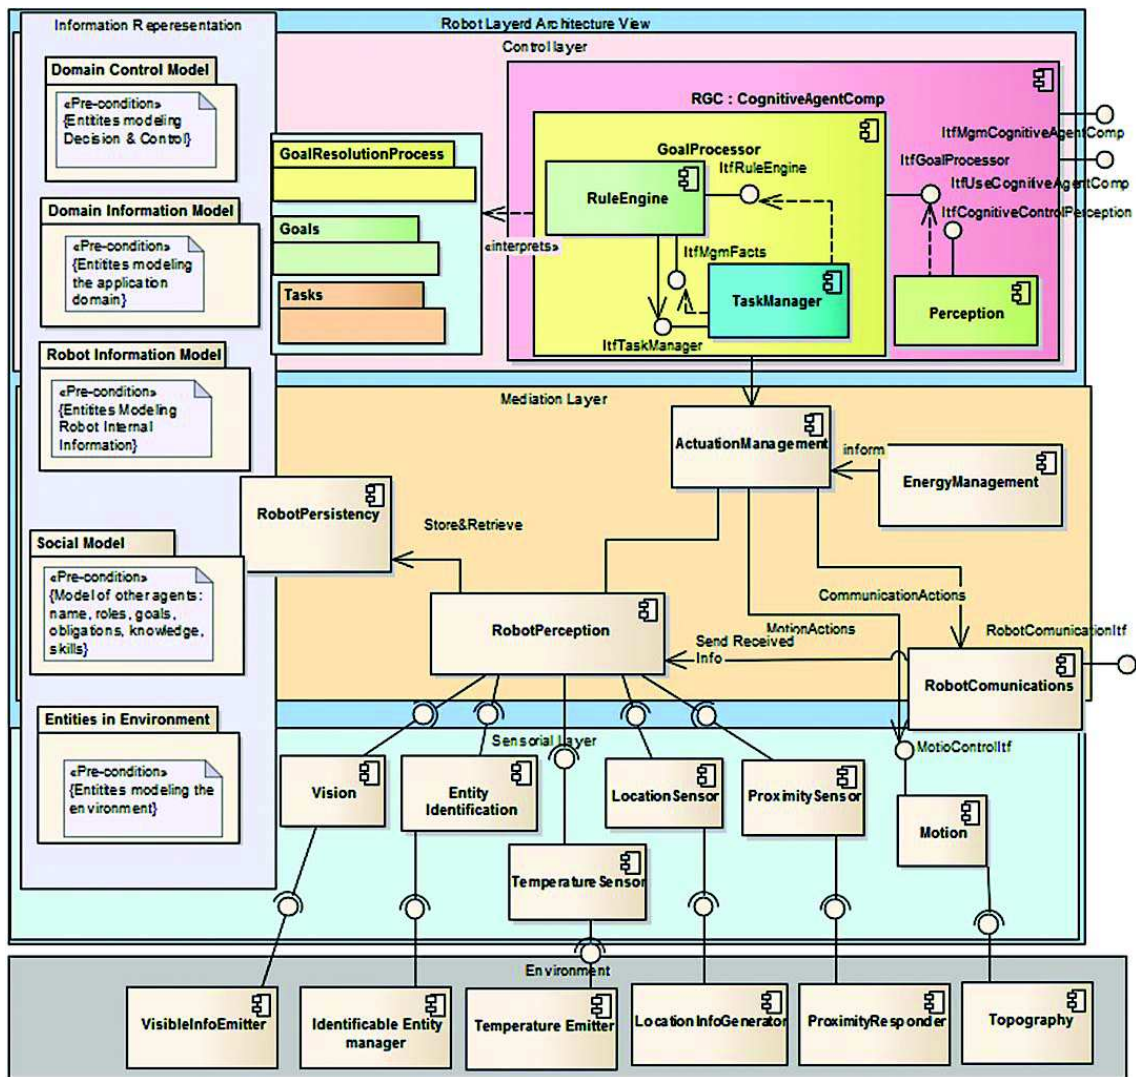 Information Reperesentation
Domain Control Model
«Pre-condition»
{Entitites modeling
Decision & Control}
Domain Information Model
«Pre-condition»
{Entitites modeling
the application
domain}
Robot Information Model
«Pre-condition»
{Entitites Modeling
Robot Internal
Information}
Social Model
«Pre-condition»
{Model of other agents:
name, roles, goals,
obligations, knowledge,
skills}
Entities in Environment
«Pre-condition»
{Entitites modeling the
environment}
Robot Layerd Architecture View
Control layer
RGC : CognitiveAgentComp
GoalResolutionProcess
Goals
Tasks
«interprets»
GoalProcessor
ItfRuleEngine
RuleEngine
ItfMgmFacts
TaskManager
ItfTaskManager
Perception
ItfMgmCognitiveAgentComp
ItfGoalProcessor
ItfUseCognitiveAgentComp
ItfCognitiveControlPerception
Mediation Layer
ActuationManagement
inform
EnergyManagement
RobotPersistency
Store&Retrieve
RobotPerception
CommunicationActions
MotionActions
Send Received
Info
RobotComunicationItf
RobotComunications
Sensorial Layer
MotioControlItf
Vision
Entity
Identification
TemperatureSensor
LocationSensor
ProximitySensor
Motion
Environment
VisibleInfoEmitter
Identificable Entity
manager
Temperature Emitter
LocationInfoGenerator
ProximityResponder
Topography